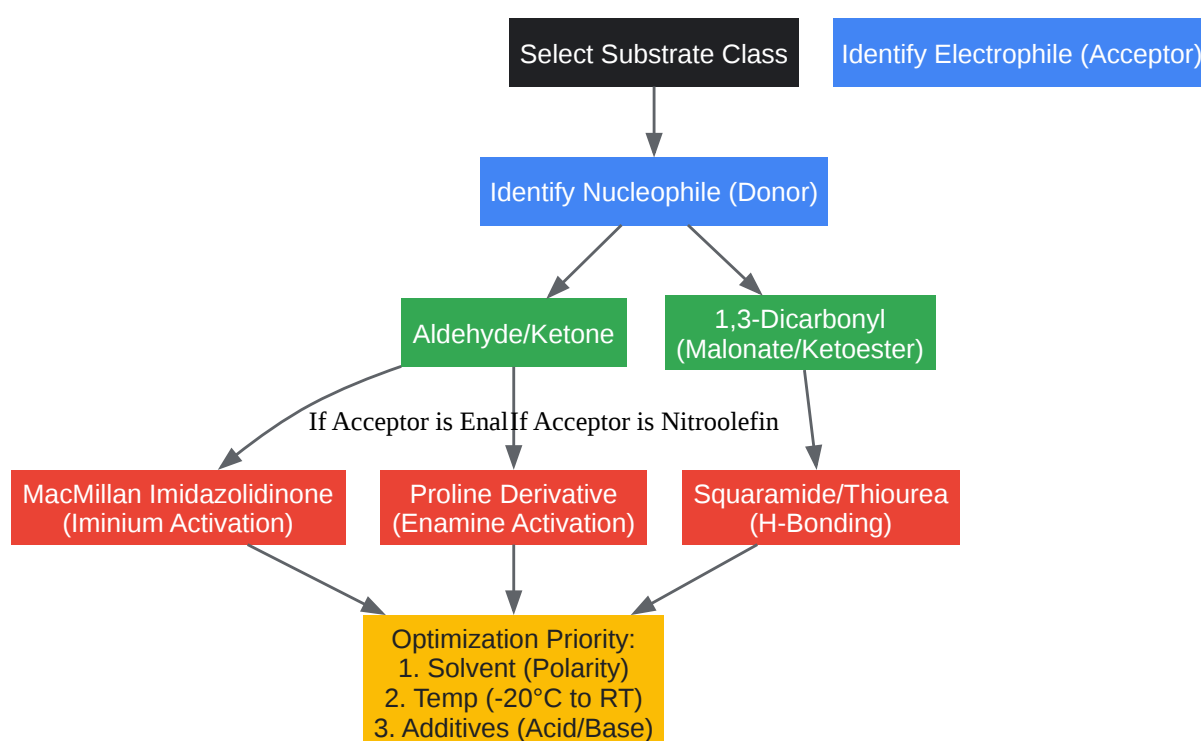 Select Substrate Class
Identify Electrophile (Acceptor)
Identify Nucleophile (Donor)
Aldehyde/Ketone
1,3-Dicarbonyl
(Malonate/Ketoester)
If Acceptor is Enal
If Acceptor is Nitroolefin
MacMillan Imidazolidinone
(Iminium Activation)
Proline Derivative
(Enamine Activation)
Squaramide/Thiourea
(H-Bonding)
Optimization Priority:
1. Solvent (Polarity)
2. Temp (-20°C to RT)
3. Additives (Acid/Base)